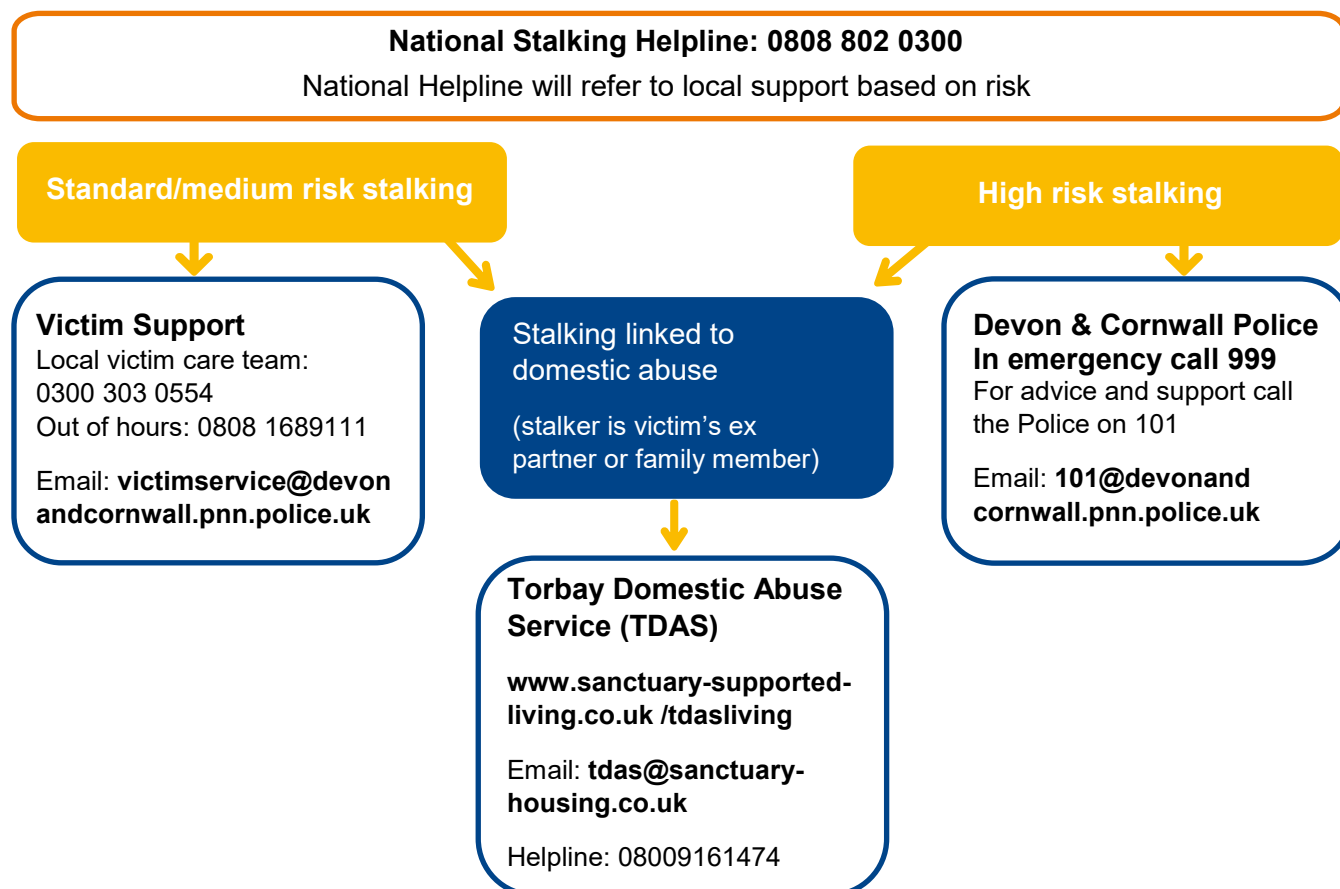 National Stalking Helpline: 0808 802 0300
National Helpline will refer to local support based on risk
Standard/medium risk stalking
High risk stalking
Victim Support
Local victim care team:
0300 303 0554
Out of hours: 0808 1689111
Email: victimservice@devon
andcornwall.pnn.police.uk
Stalking linked to
domestic abuse
(stalker is victim’s ex
partner or family member)
Devon & Cornwall Police
In emergency call 999
For advice and support call
the Police on 101
Email: 101@devonand
cornwall.pnn.police.uk
Torbay Domestic Abuse
Service (TDAS)
www.sanctuary-supported-
living.co.uk /tdasliving
Email: tdas@sanctuary-
housing.co.uk
Helpline: 08009161474